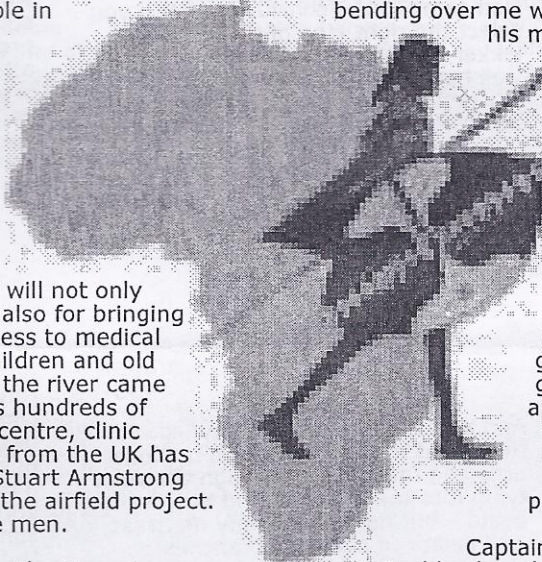 ple in
will not only
also for bringing
ess to medical
ildren and old
the river came
s hundreds of
centre, clinic
from the UK has
Stuart Armstrong
the airfield project.
e men.
bending over me w
his m
g
g
a
p
Captain